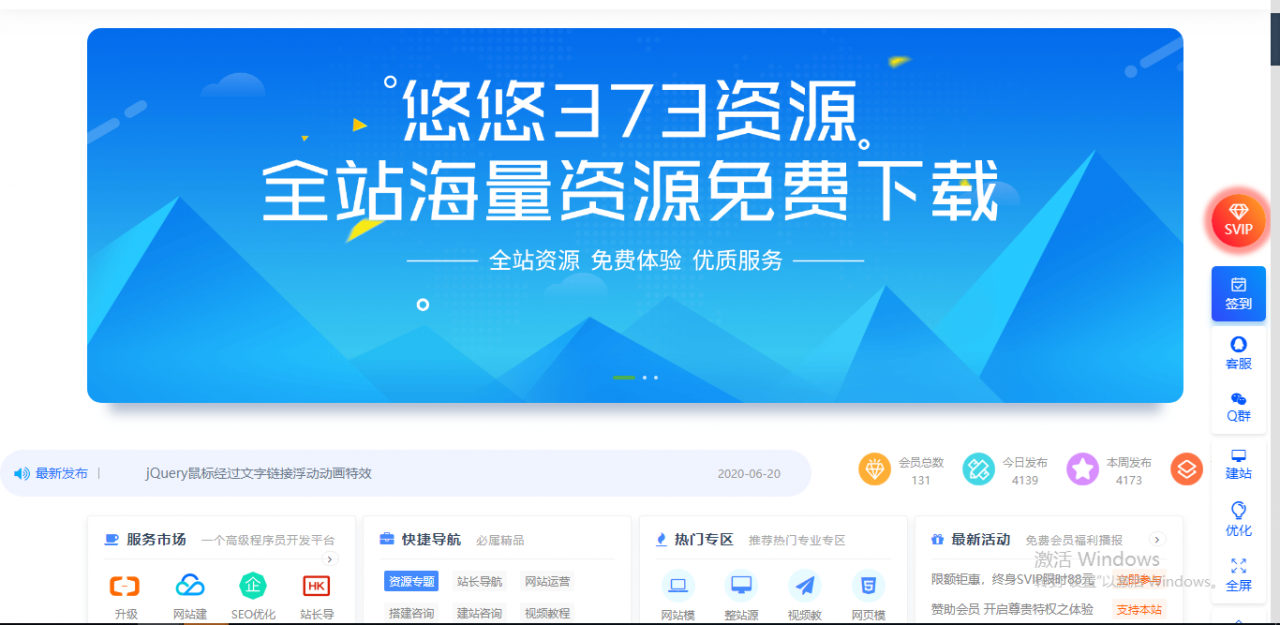 悠悠373资源
全站海量资源免费下载
全站资源 免费体验 优质服务
SVIP
签到
客服
Q群
建站
优化
全屏
最新发布 | jQuery鼠标经过文字链接浮动动画特效 2020-06-20
会员总数 131
今日发布 4139
本周发布 4173
服务市场 一个高级程序员开发平台
企 HK
升级 网站建 SEO优化 站长导
快捷导航 必属精品
资源专题 站长导航 网站运营
搭建咨询 建站咨询 视频教程
热门专区 推荐热门专业专区
网站模 整站源 视频教 网页模
最新活动 免费会员福利播报
激活 Windows
限额钜惠，终身SVIP限时88元 立即参与
赞助会员 开启尊贵特权之体验 支持本站